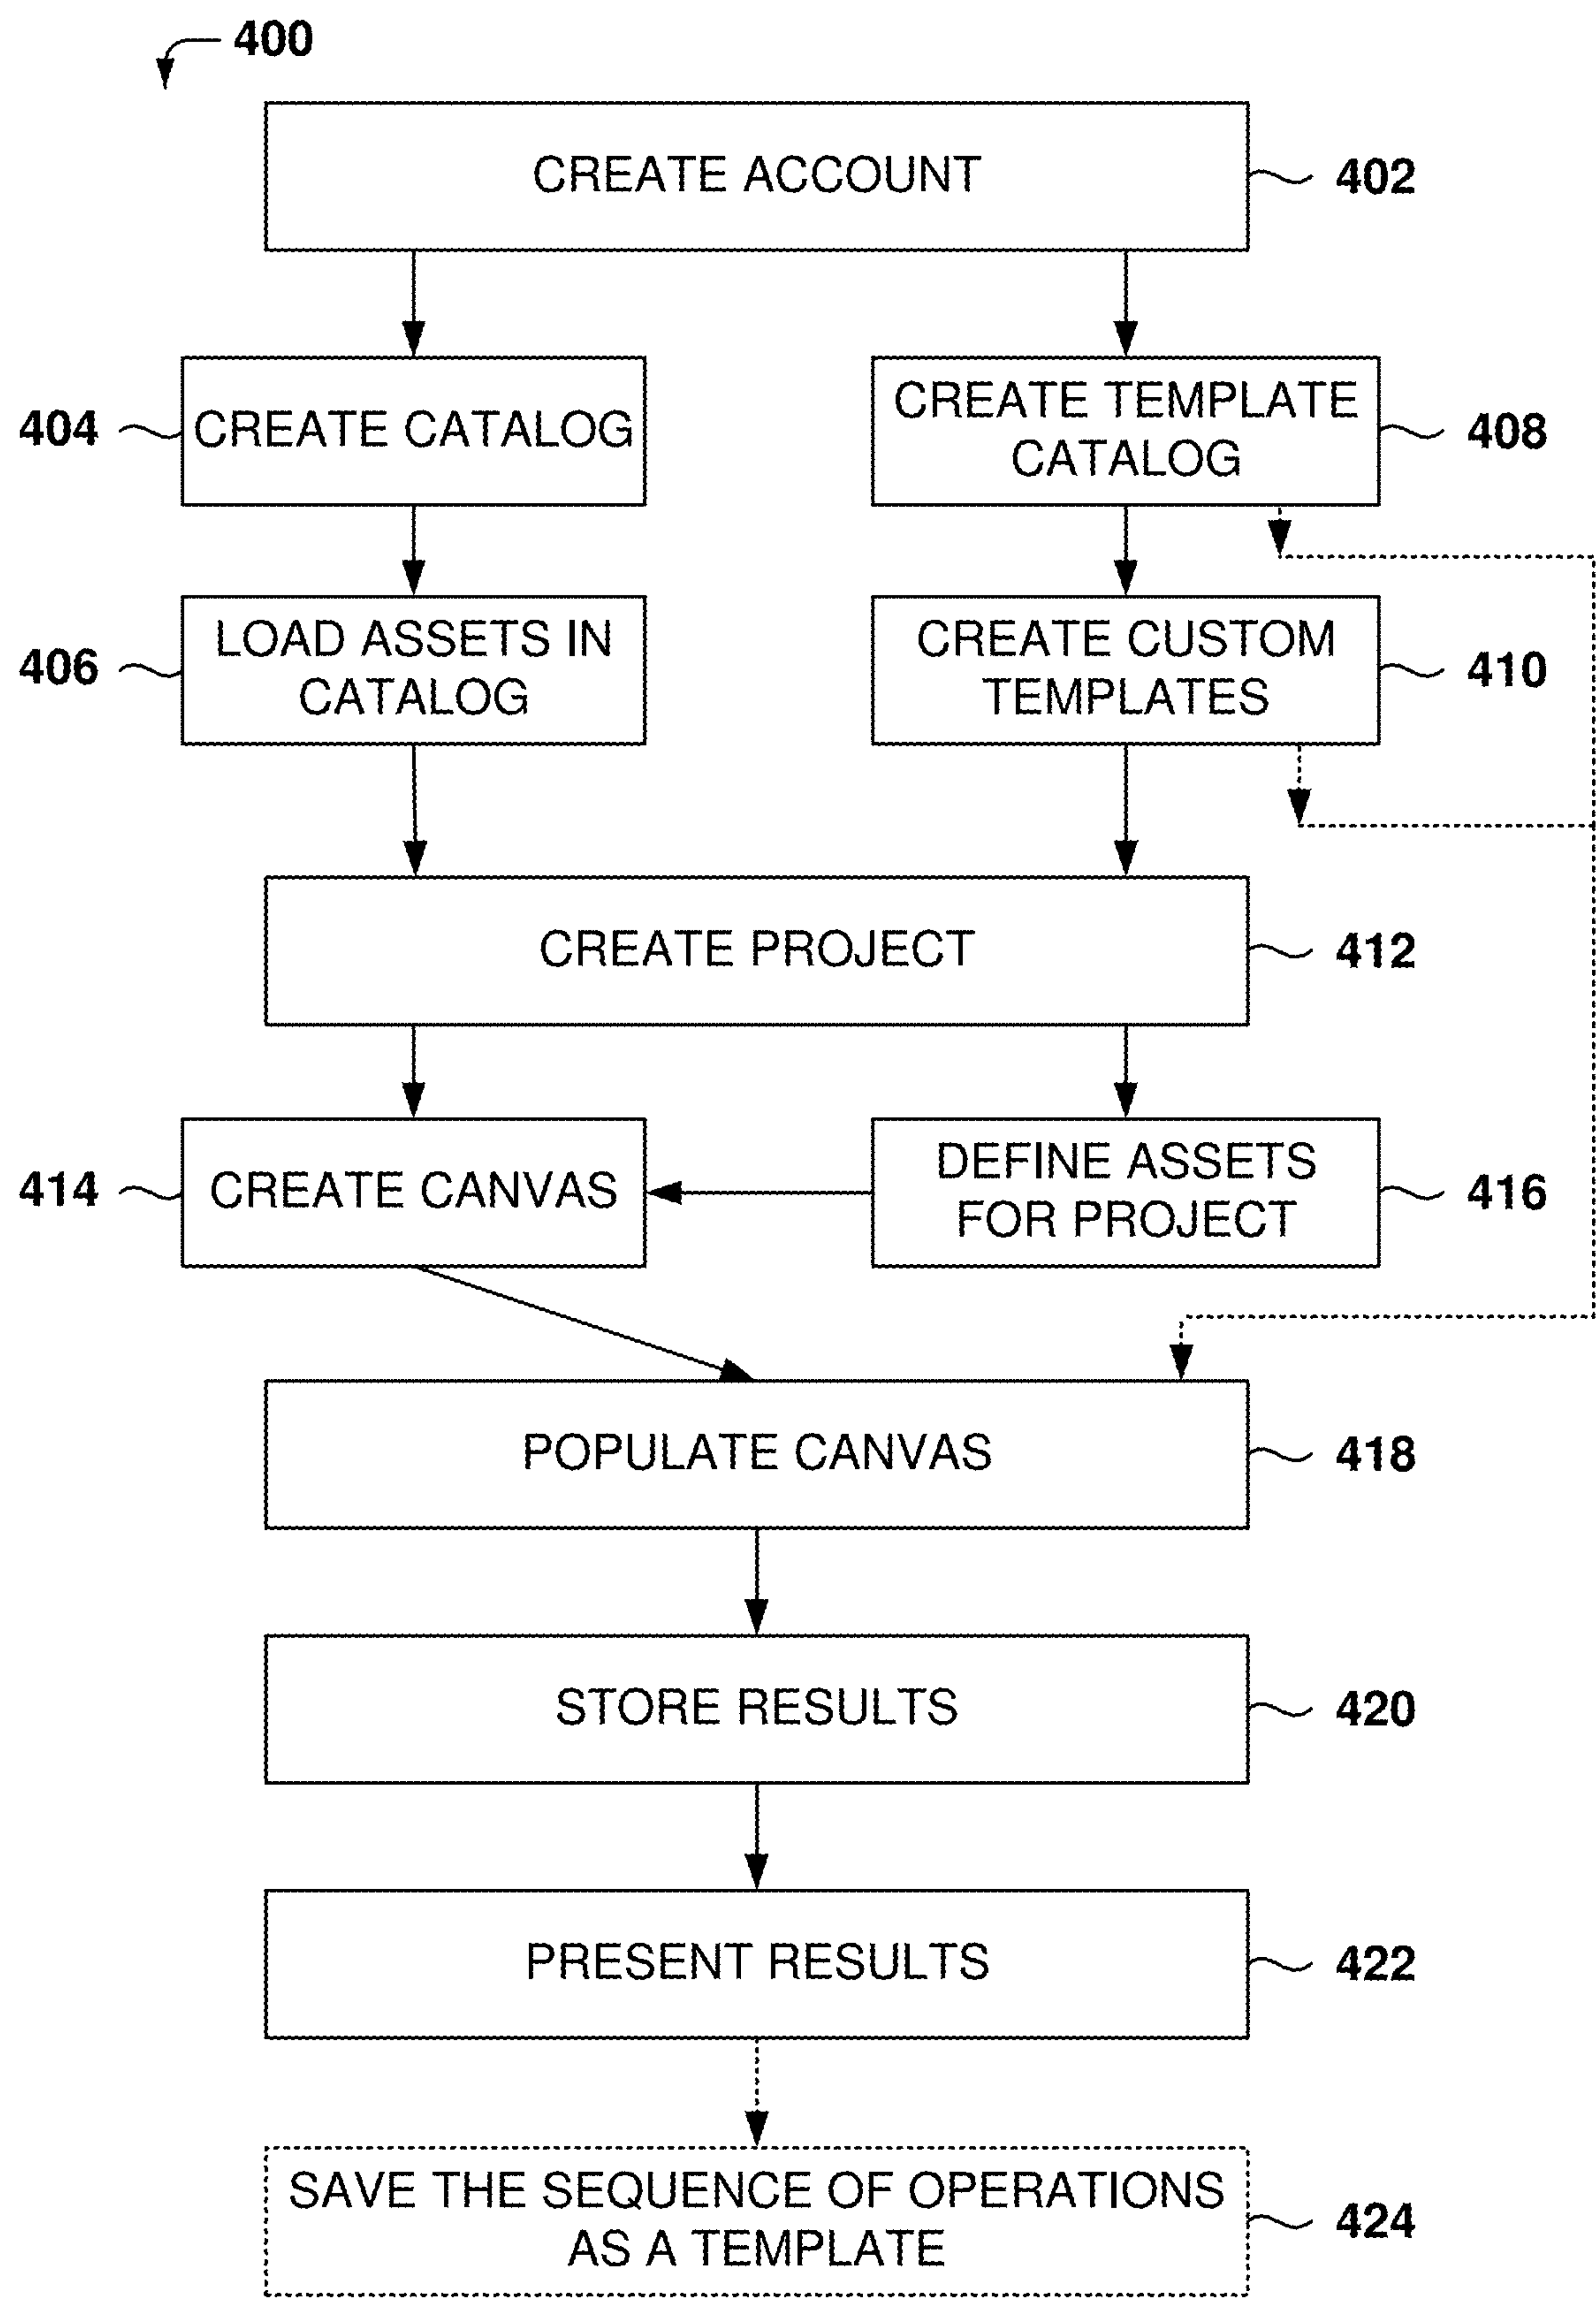 400
CREATE ACCOUNT
402
404
CREATE CATALOG
CREATE TEMPLATE
CATALOG
408
406
LOAD ASSETS IN
CATALOG
CREATE CUSTOM
TEMPLATES
410
CREATE PROJECT
412
414
CREATE CANVAS
DEFINE ASSETS
FOR PROJECT
416
POPULATE CANVAS
418
STORE RESULTS
420
PRESENT RESULTS
422
SAVE THE SEQUENCE OF OPERATIONS
AS A TEMPLATE
424